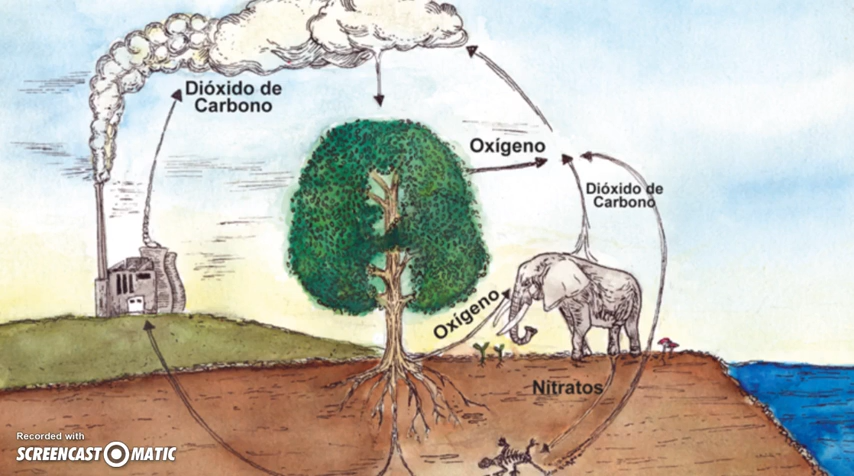 Dióxido de
Carbono
Oxígeno
Dióxido de
Carbono
Oxígeno
Nitratos
Recorded with
SCREENCAST MATIC